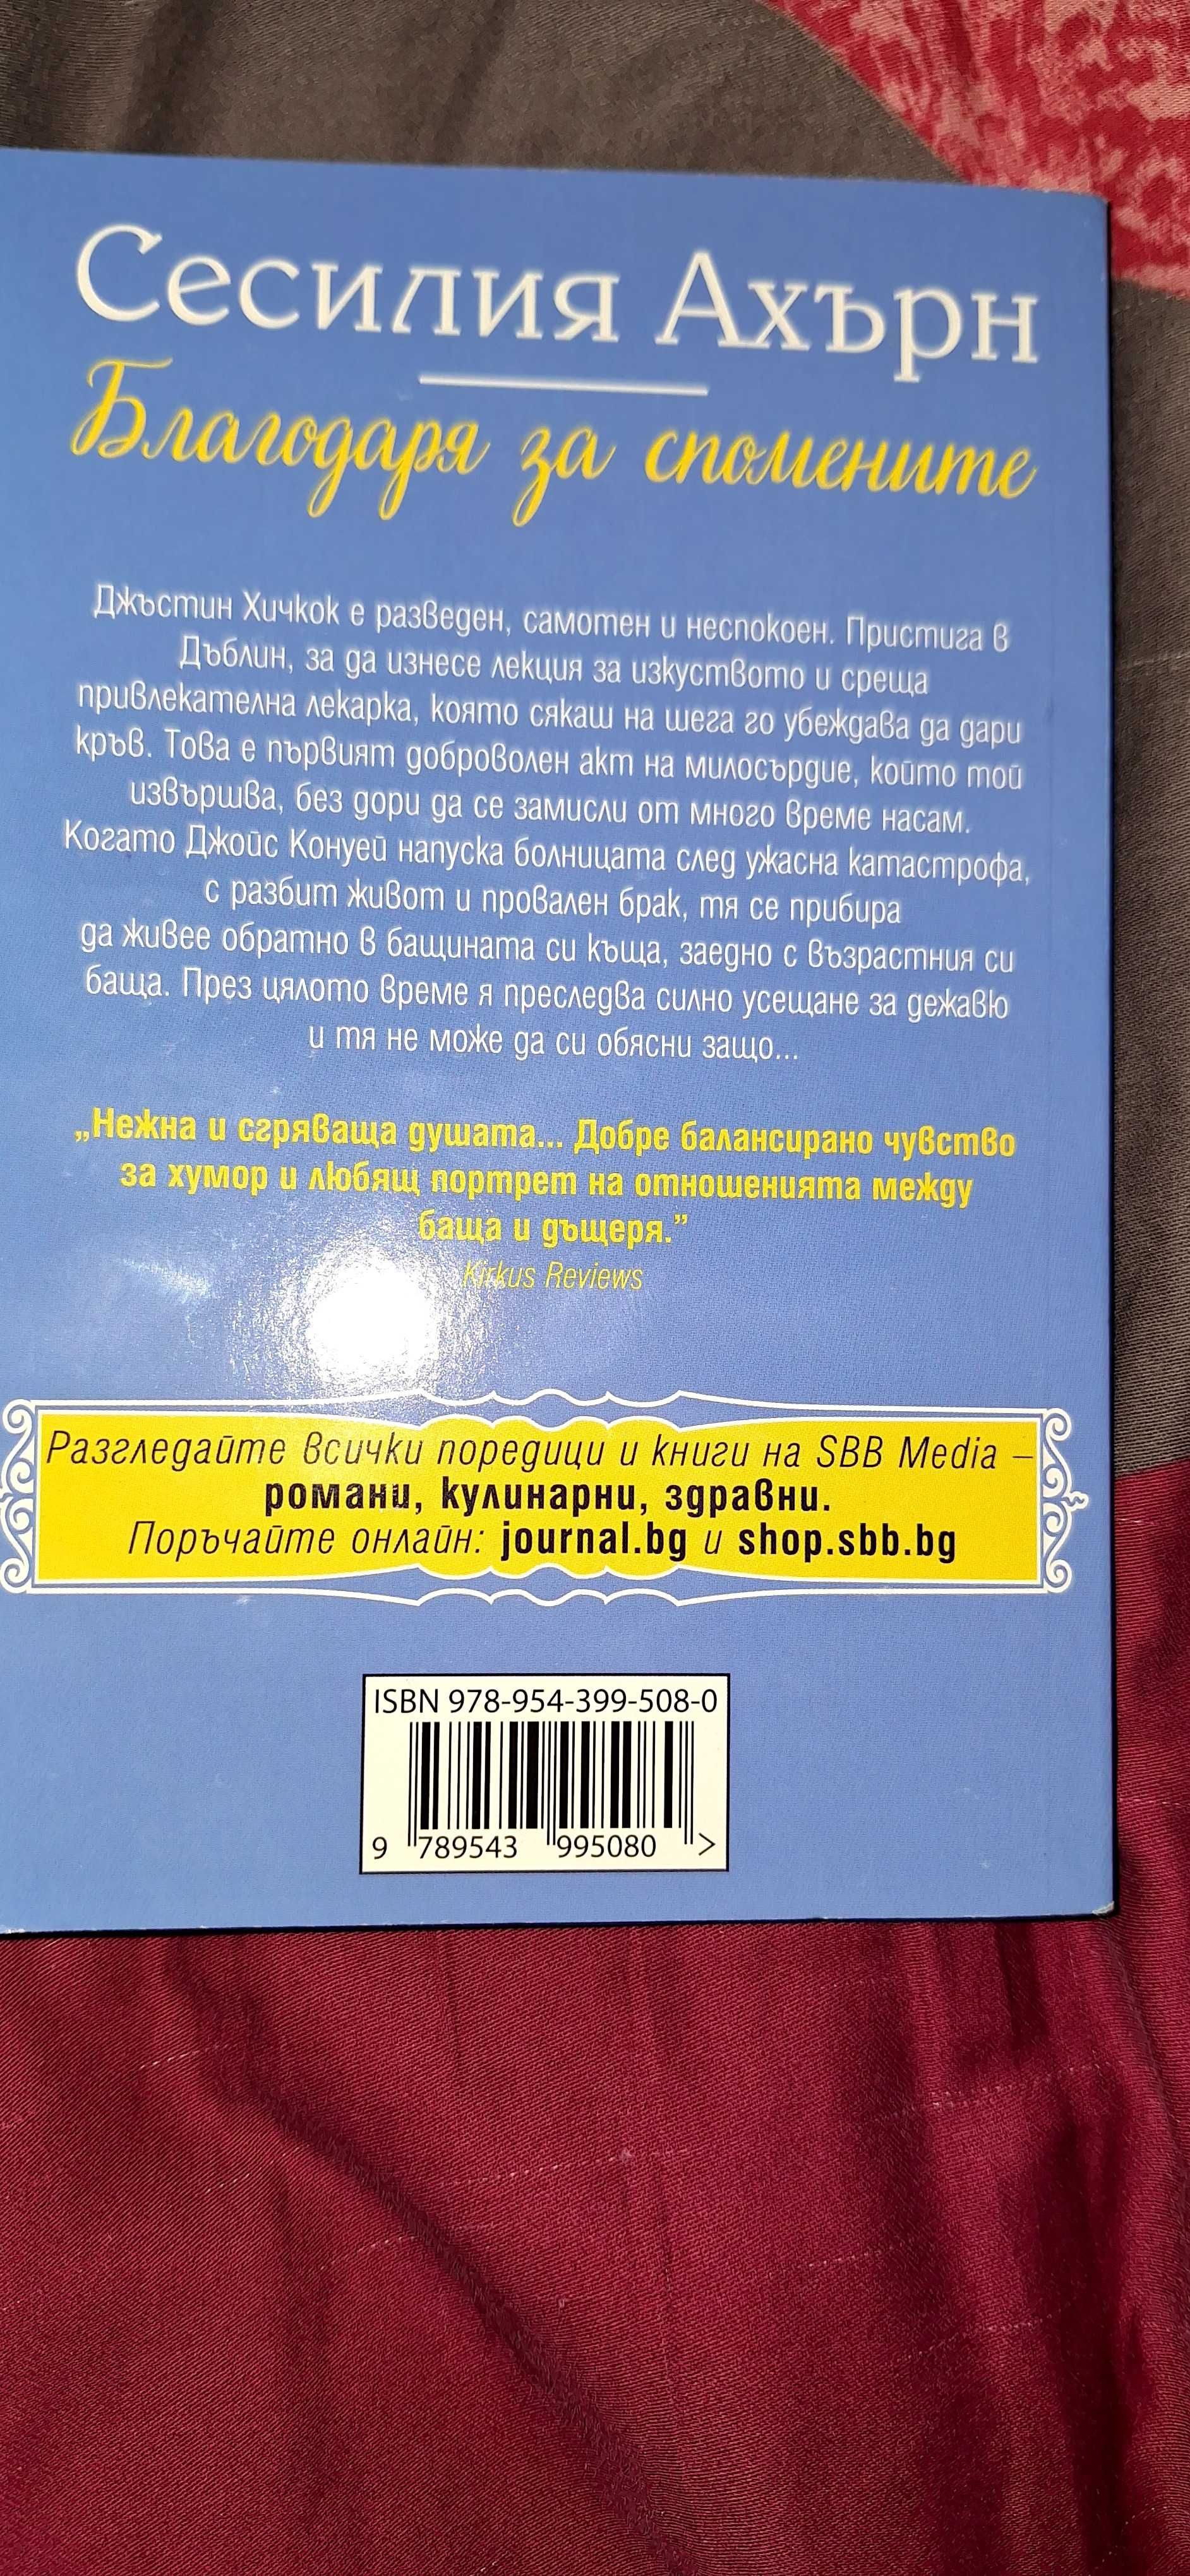 Сесилия Ахърн
Благодаря за спомените
Джъстин Хичкок е разведен, самотен и неспокоен. Пристига в
Дъблин, за да изнесе лекция за изкуството и среща
привлекателна лекарка, която сякаш на шега го убеждава да дари
кръв. Това е първият доброволен акт на милосърдие, който той
извършва, без дори да се замисли от много време насам.
Когато Джойс Конуей напуска болницата след ужасна катастрофа,
с разбит живот и провален брак, тя се прибира
да живее обратно в бащината си къща, заедно с възрастния си
баща. През цялото време я преследва силно усещане за дежавю
и тя не може да си обясни защо...
„Нежна и сгряваща душата... Добре балансирано чувство
за хумор и любящ портрет на отношенията между
баща и дъщеря.”
Kirkus Reviews
Разгледайте всички поредици и книги на SBB Media –
романи, кулинарни, здравни.
Поръчайте онлайн: journal.bg и shop.sbb.bg
ISBN 978-954-399-508-0
9 789543 995080 >